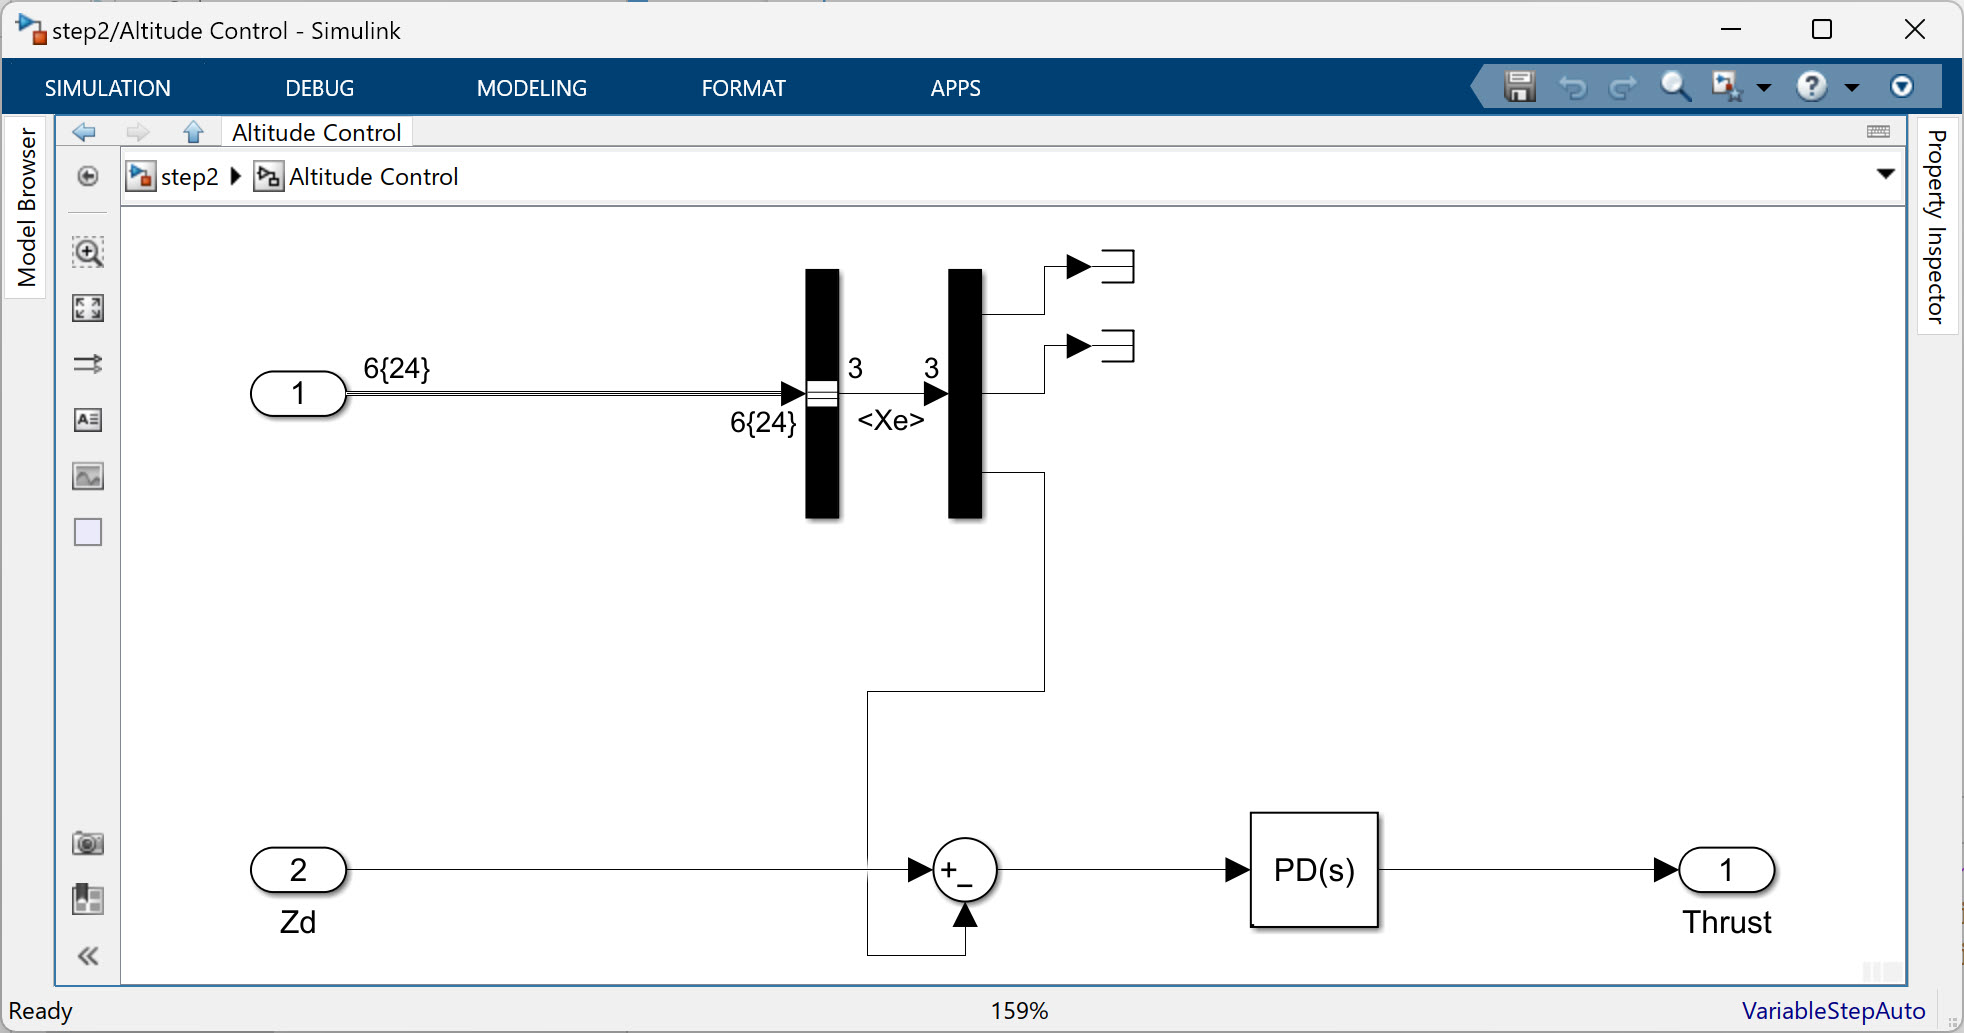 step2/Altitude Control - Simulink
SIMULATION
DEBUG
MODELING
FORMAT
APPS
?
Model Browser
Altitude Control
step2
Altitude Control
Property Inspector
6{24}
1
6{24}
3
3
<Xe>
2
Zd
+
−
PD(s)
1
Thrust
Ready
159%
VariableStepAuto